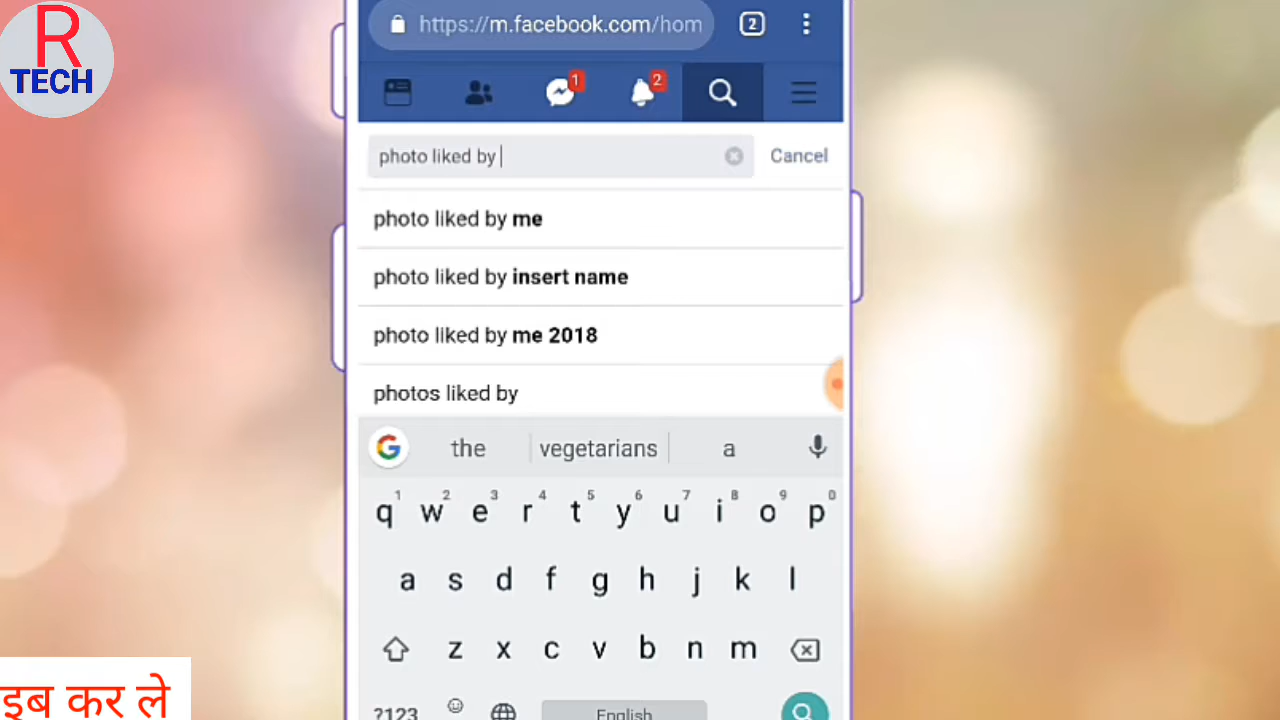 R
TECH
https://m.facebook.com/hom
2
1
2
photo liked by
Cancel
photo liked by me
photo liked by insert name
photo liked by me 2018
photos liked by
G the vegetarians a
1 2 3 4 5 6 7 8 9 0
q w e r t y u i o p
a s d f g h j k l
z x c v b n m
?123 English
इब कर ले